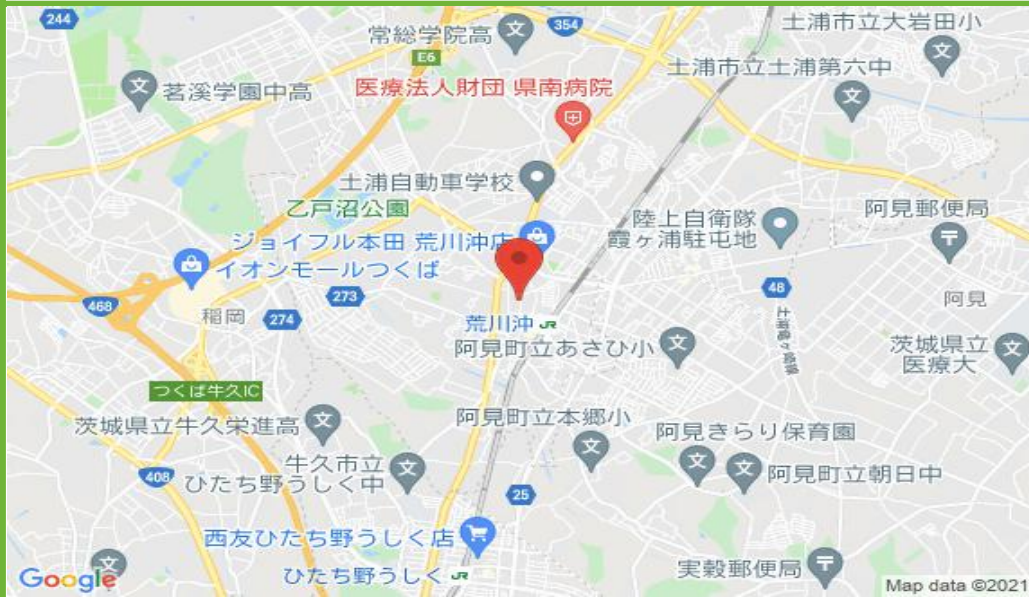 244
常総学院高
354
土浦市立大岩田小
E6
土浦市立土浦第六中
茗溪学園中高
医療法人財団 県南病院
土浦自動車学校
乙戸沼公園
陸上自衛隊
霞ヶ浦駐屯地
阿見郵便局
ジョイフル本田 荒川沖店
イオンモールつくば
273
48
468
稲岡
274
阿見
荒川沖 JR
土浦竜ヶ崎線
阿見町立あさひ小
茨城県立
医療大
つくば牛久IC
茨城県立牛久栄進高
阿見町立本郷小
阿見きらり保育園
牛久市立
ひたち野うしく中
408
阿見町立朝日中
25
西友ひたち野うしく店
ひたち野うしく JR
実穀郵便局
Google
Map data ©2021